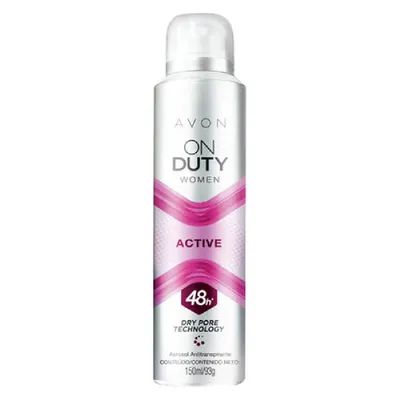 AVON
ON
DUTY
WOMEN
ACTIVE
48h*
DRY PORE
TECHNOLOGY
Aerosol Antitranspirante
CONTEÚDO/CONTENIDO NETO:
150ml/93g